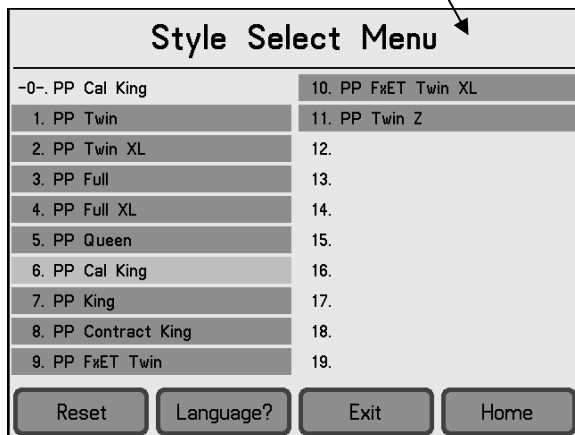 Style Select Menu
-0-. PP Cal King
1. PP Twin
2. PP Twin XL
3. PP Full
4. PP Full XL
5. PP Queen
6. PP Cal King
7. PP King
8. PP Contract King
9. PP FxET Twin
10. PP FxET Twin XL
11. PP Twin Z
12.
13.
14.
15.
16.
17.
18.
19.
Reset
Language?
Exit
Home